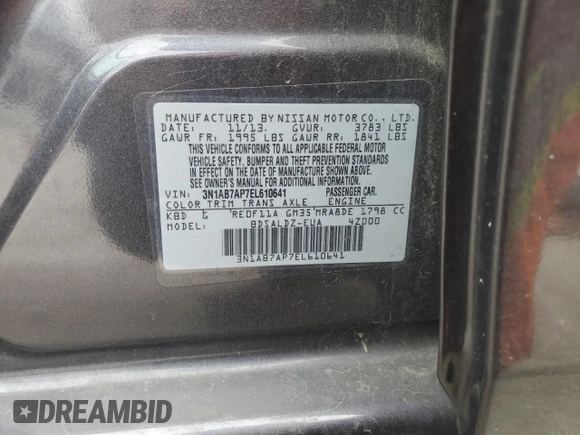 MANUFACTURED BY NISSAN MOTOR CO., LTD.
DATE: 11/13. GVWR: 3783 LBS
GAWR FR: 1995 LBS GAWR RR: 1841 LBS
THIS VEHICLE CONFORMS TO ALL APPLICABLE FEDERAL MOTOR
VEHICLE SAFETY, BUMPER AND THEFT PREVENTION STANDARDS
IN EFFECT ON THE DATE OF MANUFACTURE SHOWN ABOVE.
SEE OWNER'S MANUAL FOR ADDITIONAL INFORMATION.
VIN: 3N1AB7AP7EL610641 PASSENGER CAR.
COLOR TRIM TRANS AXLE ENGINE
KBD G RE0F11A GM35 MRA8DE 1798 CC
MODEL: BDSALDZ-EUA 42000
3N1AB7AP7EL610641
DREAMBID